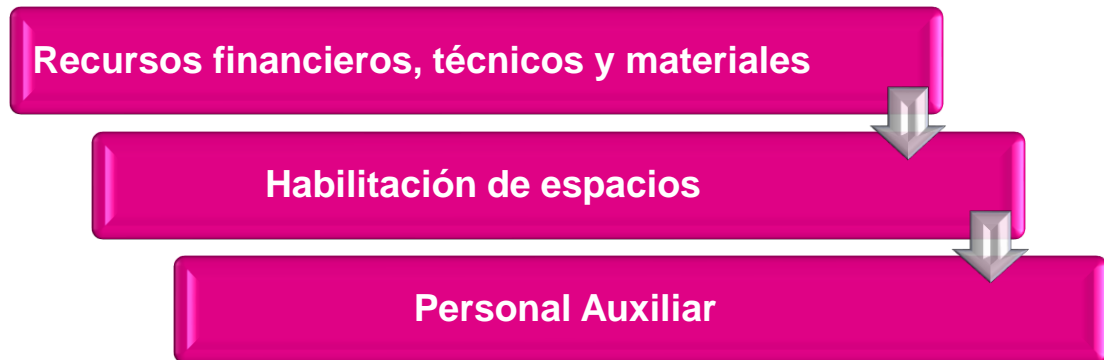 Recursos financieros, técnicos y materiales
Habilitación de espacios
Personal Auxiliar